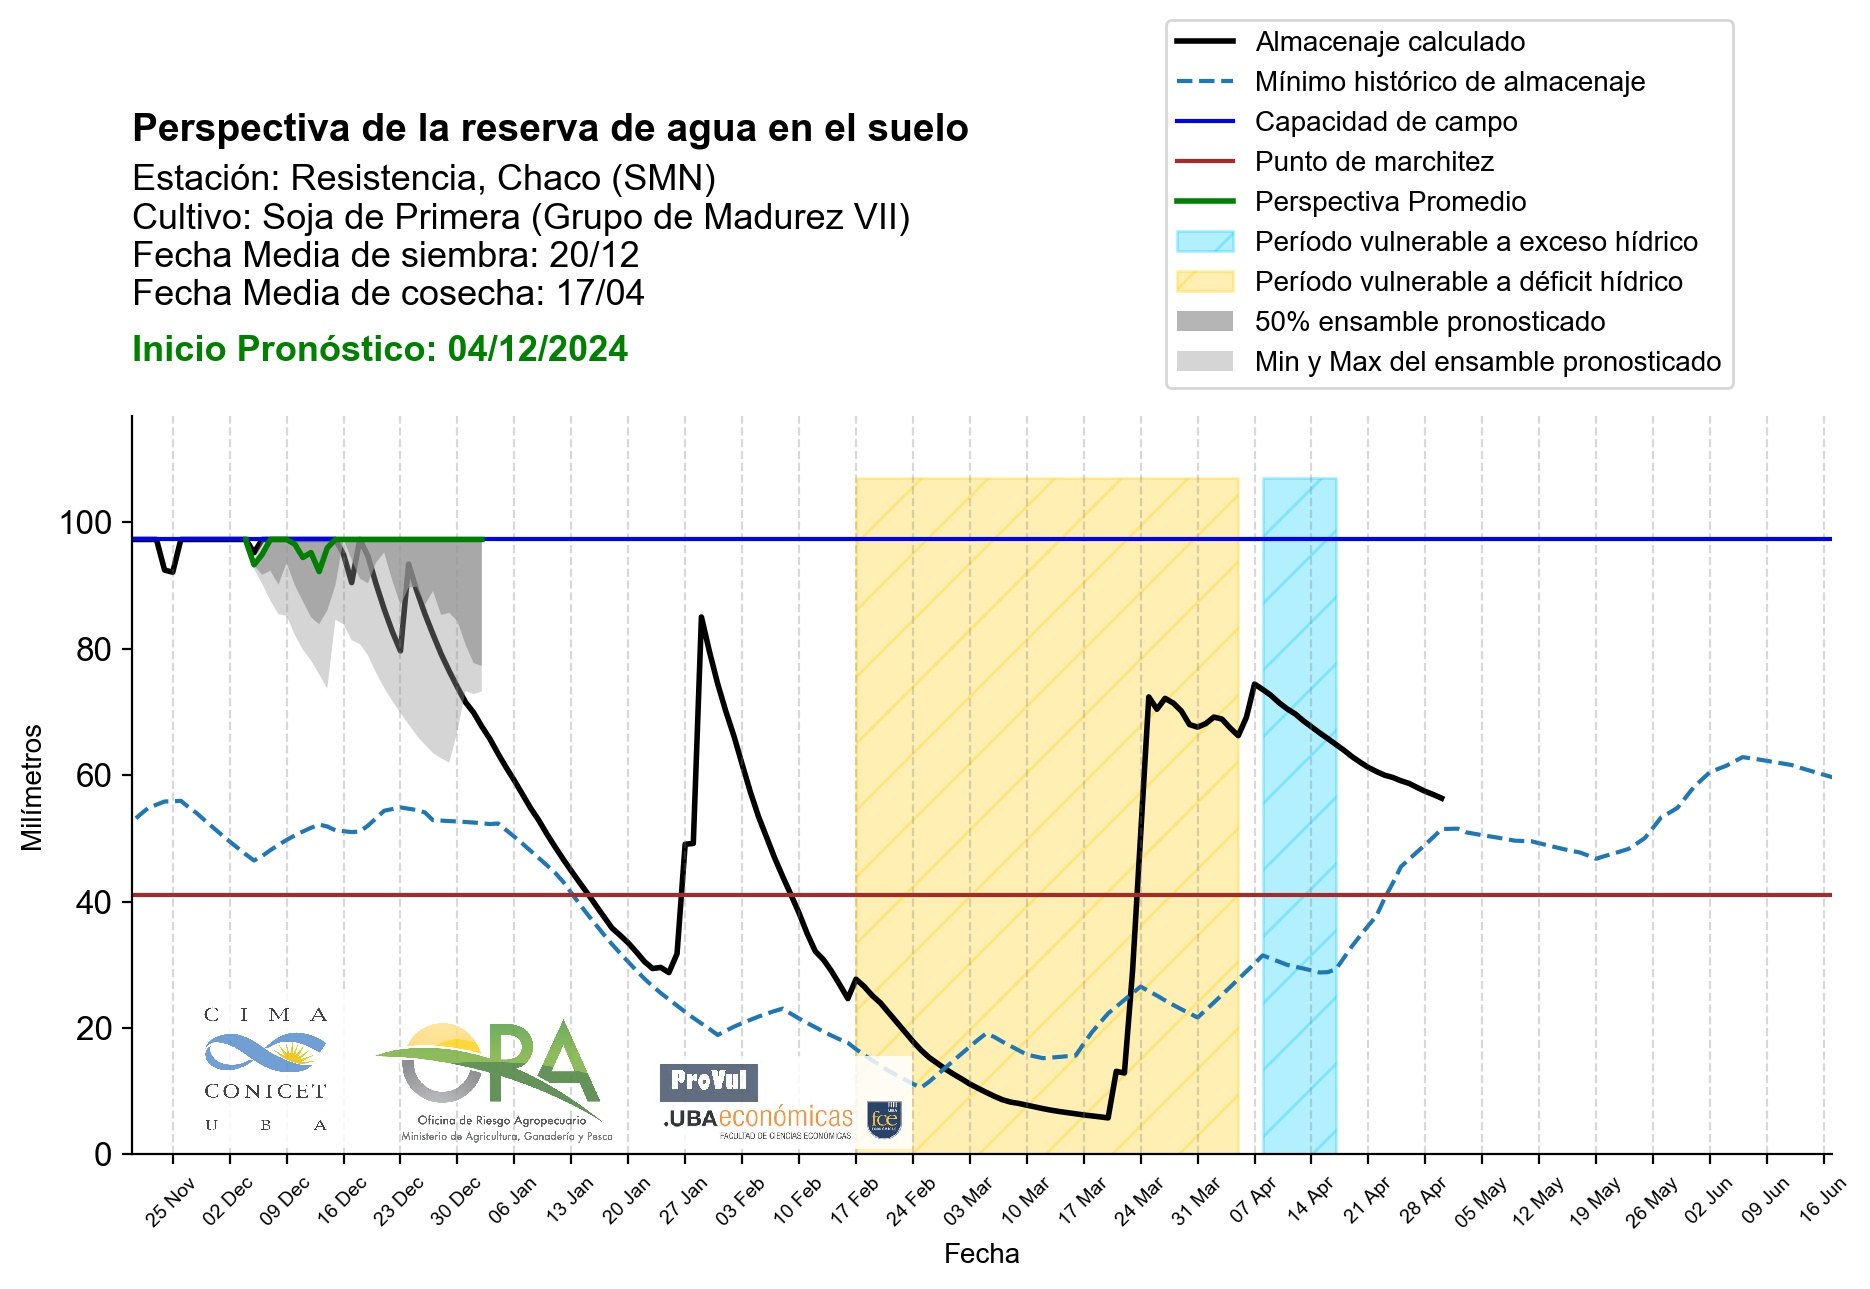 Almacenaje calculado
Mínimo histórico de almacenaje
Capacidad de campo
Punto de marchitez
Perspectiva Promedio
Período vulnerable a exceso hídrico
Período vulnerable a déficit hídrico
50% ensamble pronosticado
Min y Max del ensamble pronosticado
Perspectiva de la reserva de agua en el suelo
Estación: Resistencia, Chaco (SMN)
Cultivo: Soja de Primera (Grupo de Madurez VII)
Fecha Media de siembra: 20/12
Fecha Media de cosecha: 17/04
Inicio Pronóstico: 04/12/2024
Milímetros
100
80
60
40
20
0
CIMA
CONICET
UBA
ORA
Oficina de Riesgo Agropecuario
Ministerio de Agricultura, Ganadería y Pesca
ProVul
.UBAeconómicas
FACULTAD DE CIENCIAS ECONÓMICAS
UBA
fce
ECONÓMICAS
25 Nov
02 Dec
09 Dec
16 Dec
23 Dec
30 Dec
06 Jan
13 Jan
20 Jan
27 Jan
03 Feb
10 Feb
17 Feb
24 Feb
03 Mar
10 Mar
17 Mar
24 Mar
31 Mar
07 Apr
14 Apr
21 Apr
28 Apr
05 May
12 May
19 May
26 May
02 Jun
09 Jun
16 Jun
Fecha